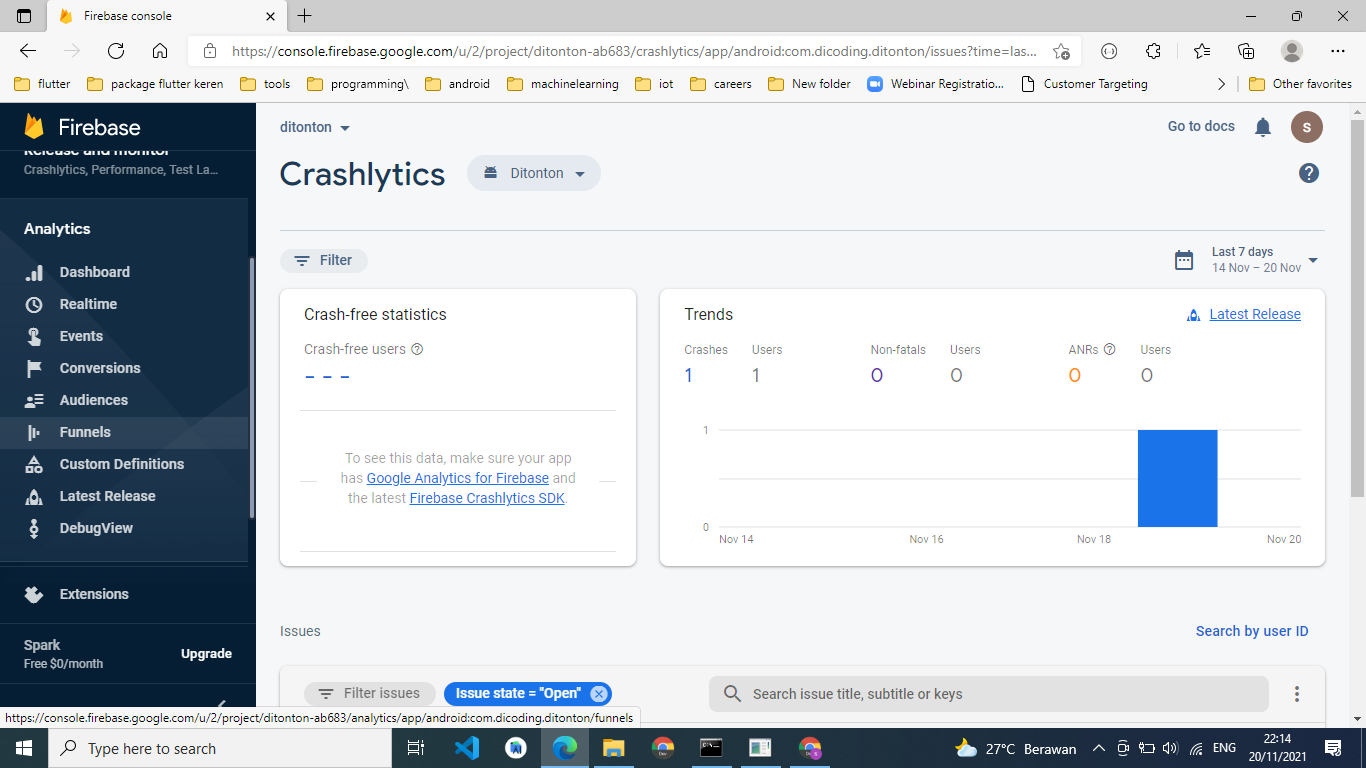 Firebase console
https://console.firebase.google.com/u/2/project/ditonton-ab683/crashlytics/app/android:com.dicoding.ditonton/issues?time=las...
flutter
package flutter keren
tools
programming\
android
machinelearning
iot
careers
New folder
Webinar Registratio...
Customer Targeting
Other favorites
Firebase
Release and monitor
Crashlytics, Performance, Test La...
Analytics
Dashboard
Realtime
Events
Conversions
Audiences
Funnels
Custom Definitions
Latest Release
DebugView
Extensions
Spark
Free $0/month
Upgrade
ditonton
Go to docs
S
Crashlytics
Ditonton
Filter
Last 7 days
14 Nov – 20 Nov
Crash-free statistics
Crash-free users
– – –
To see this data, make sure your app
has Google Analytics for Firebase and
the latest Firebase Crashlytics SDK.
Trends
Latest Release
Crashes Users Non-fatals Users ANRs Users
1 1 0 0 0 0
1
0
Nov 14 Nov 16 Nov 18 Nov 20
Issues
Search by user ID
Filter issues
Issue state = "Open"
Search issue title, subtitle or keys
https://console.firebase.google.com/u/2/project/ditonton-ab683/analytics/app/android:com.dicoding.ditonton/funnels
Type here to search
27°C Berawan
ENG
22:14
20/11/2021